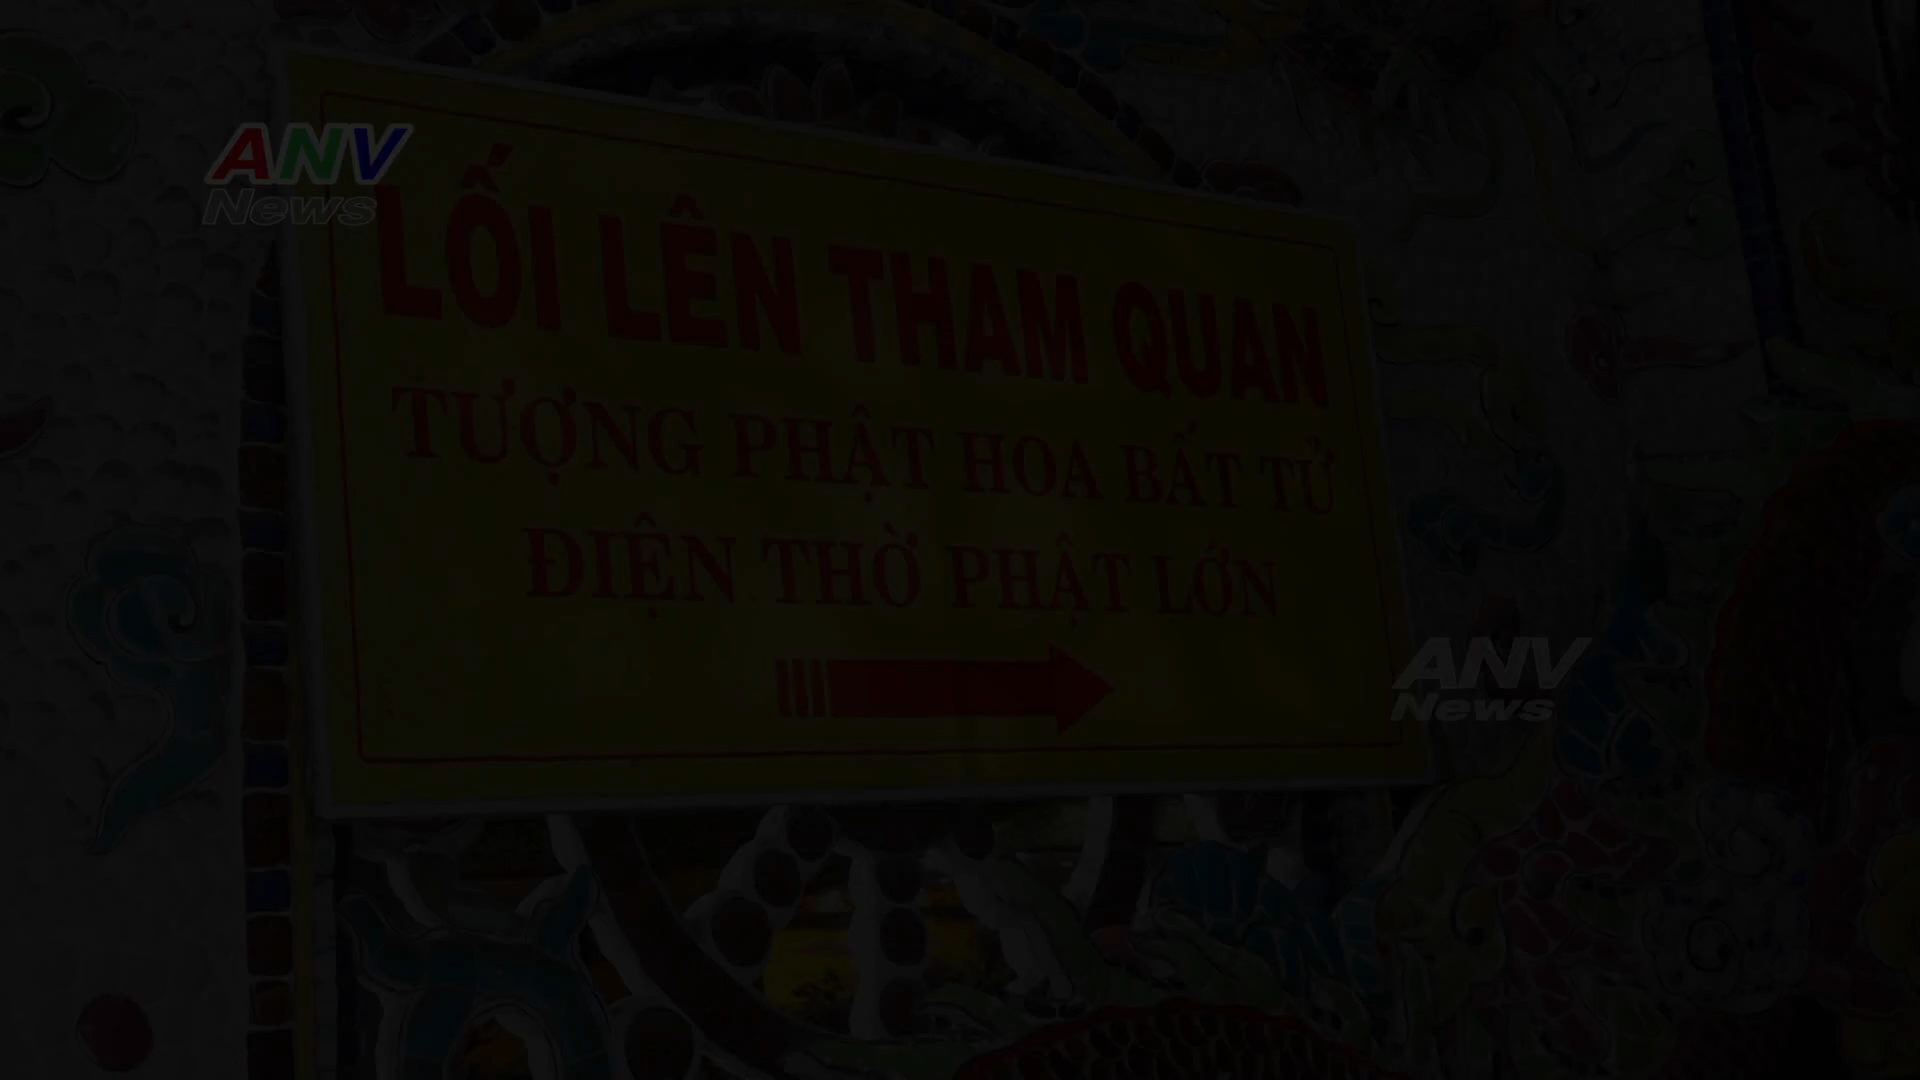 ANV
News
LỐI LÊN THAM QUAN
TƯỢNG PHẬT HOA BẤT TỬ
ĐIỆN THỜ PHẬT LỚN
ANV
News